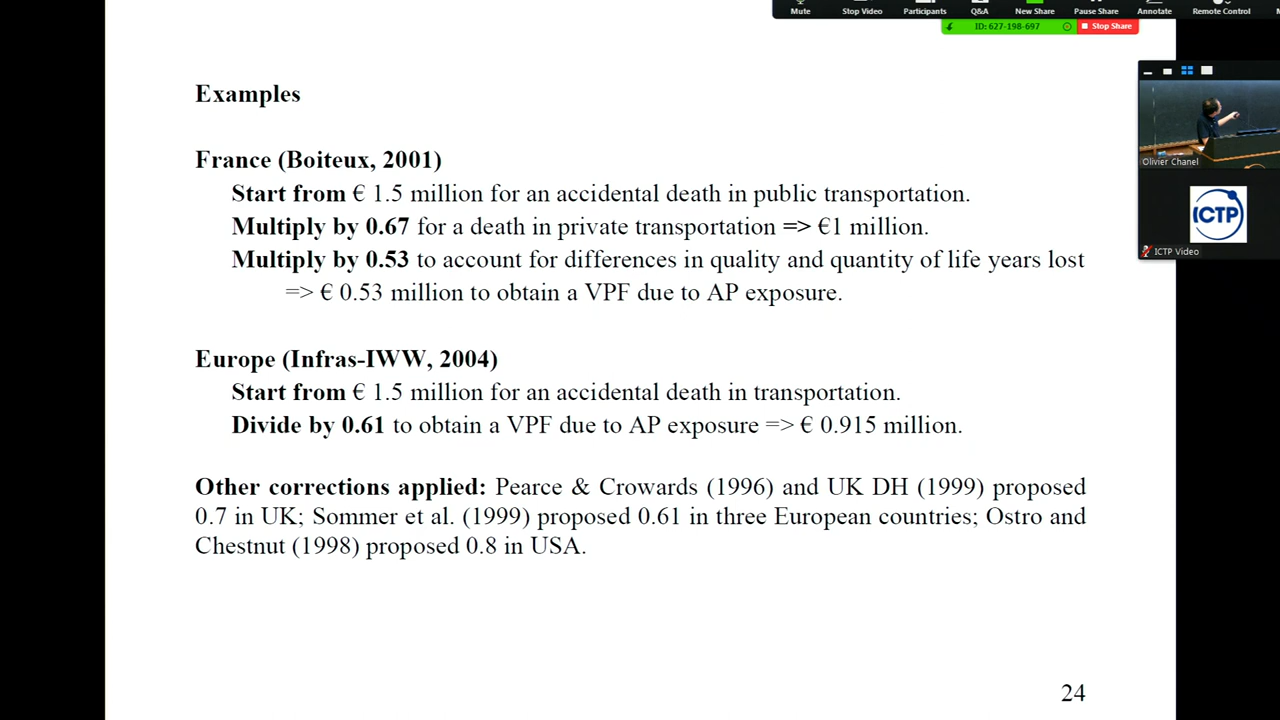 Mute Stop Video Participants Q&A New Share Pause Share Annotate Remote Control
ID: 627-198-697 Stop Share
Examples
France (Boiteux, 2001)
Start from € 1.5 million for an accidental death in public transportation.
Multiply by 0.67 for a death in private transportation => €1 million.
Multiply by 0.53 to account for differences in quality and quantity of life years lost
=> € 0.53 million to obtain a VPF due to AP exposure.
Europe (Infras-IWW, 2004)
Start from € 1.5 million for an accidental death in transportation.
Divide by 0.61 to obtain a VPF due to AP exposure => € 0.915 million.
Other corrections applied: Pearce & Crowards (1996) and UK DH (1999) proposed
0.7 in UK; Sommer et al. (1999) proposed 0.61 in three European countries; Ostro and
Chestnut (1998) proposed 0.8 in USA.
24
Olivier Chanel
ICTP
ICTP Video